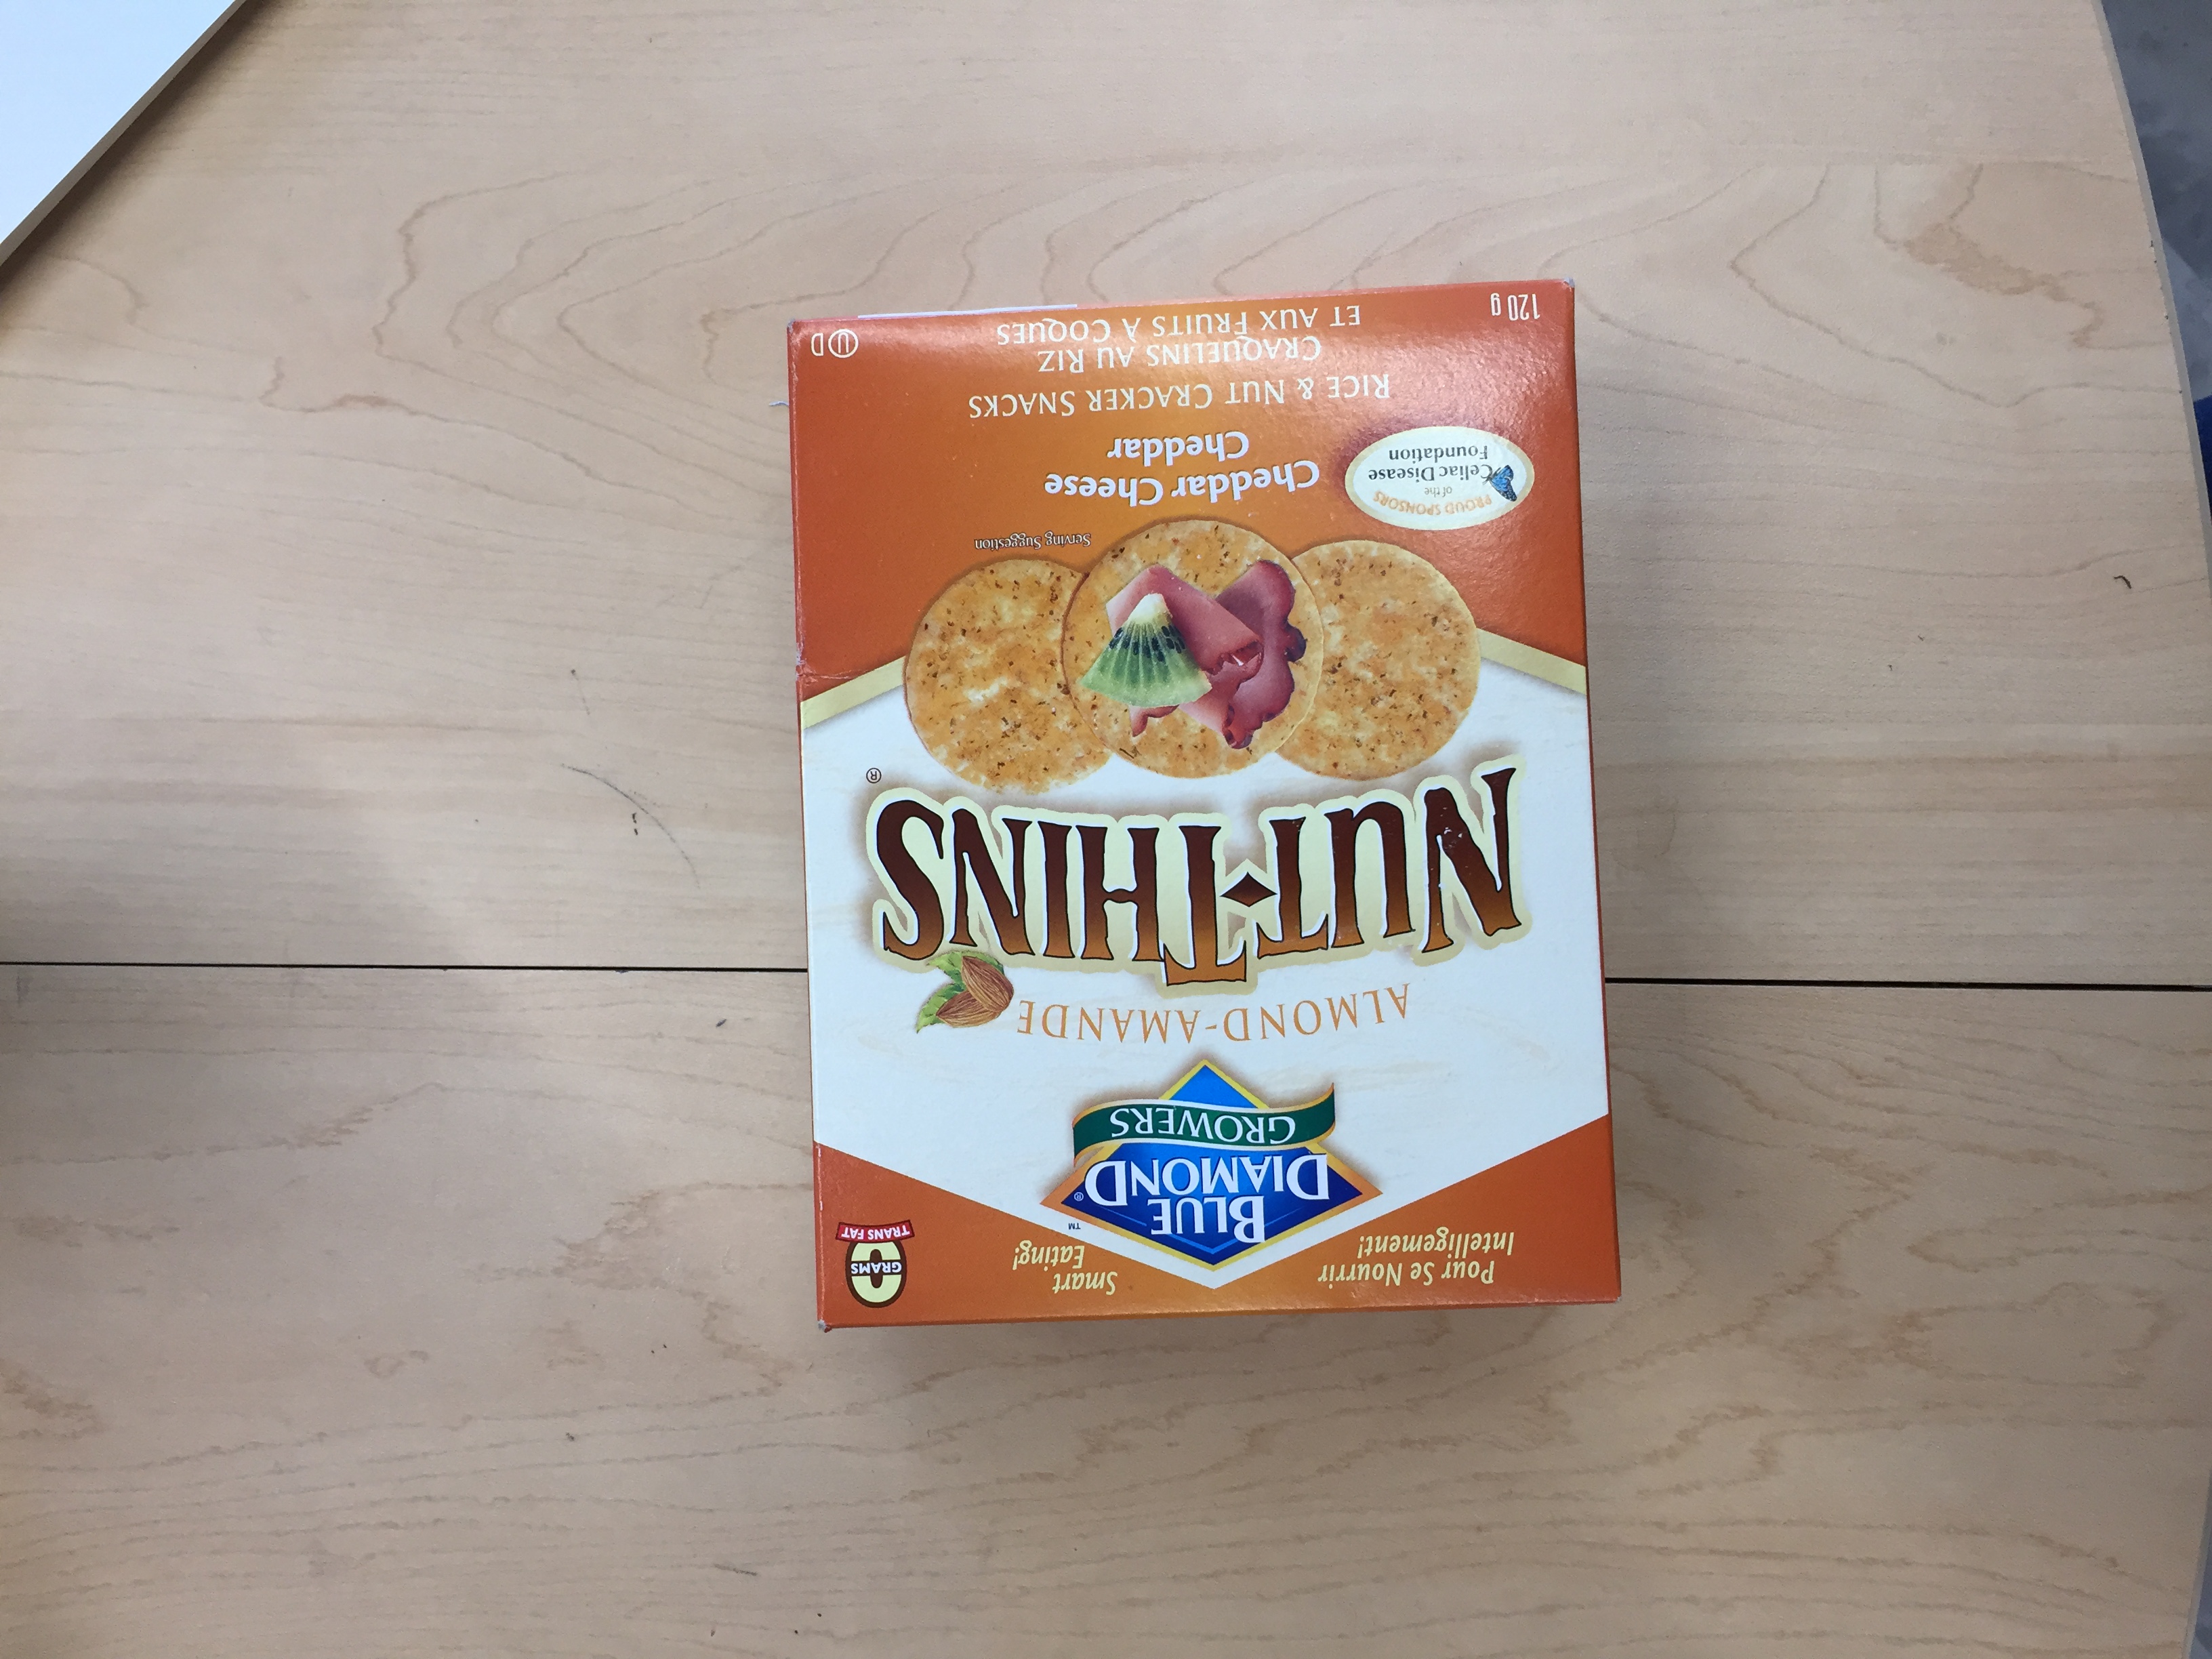 Pour Se Nourrir
Intelligement!
Smart
Eating!
0
GRAMS
TRANS FAT
BLUE
DIAMOND®
GROWERS
™
ALMOND-AMANDE
NUT-THINS
®
Serving Suggestion
PROUD SPONSORS
of the
Celiac Disease
Foundation
Cheddar Cheese
Cheddar
RICE & NUT CRACKER SNACKS
CRAQUELINS AU RIZ
ET AUX FRUITS À COQUES
120 g
U D